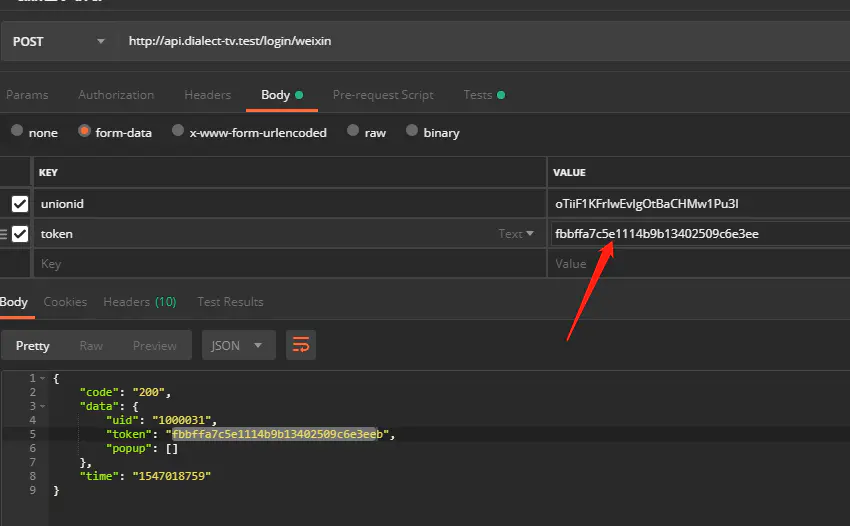 POST http://api.dialect-tv.test/login/weixin
Params Authorization Headers Body Pre-request Script Tests
none form-data x-www-form-urlencoded raw binary
KEY VALUE
unionid oTiiF1KFrIwEvIgOtBaCHMw1Pu3I
token Text fbbffa7c5e1114b9b13402509c6e3ee
Key Value
Body Cookies Headers (10) Test Results
Pretty Raw Preview JSON
1 {
2 "code": "200",
3 "data": {
4 "uid": "1000031",
5 "token": "fbbffa7c5e1114b9b13402509c6e3eeb",
6 "popup": []
7 },
8 "time": "1547018759"
9 }